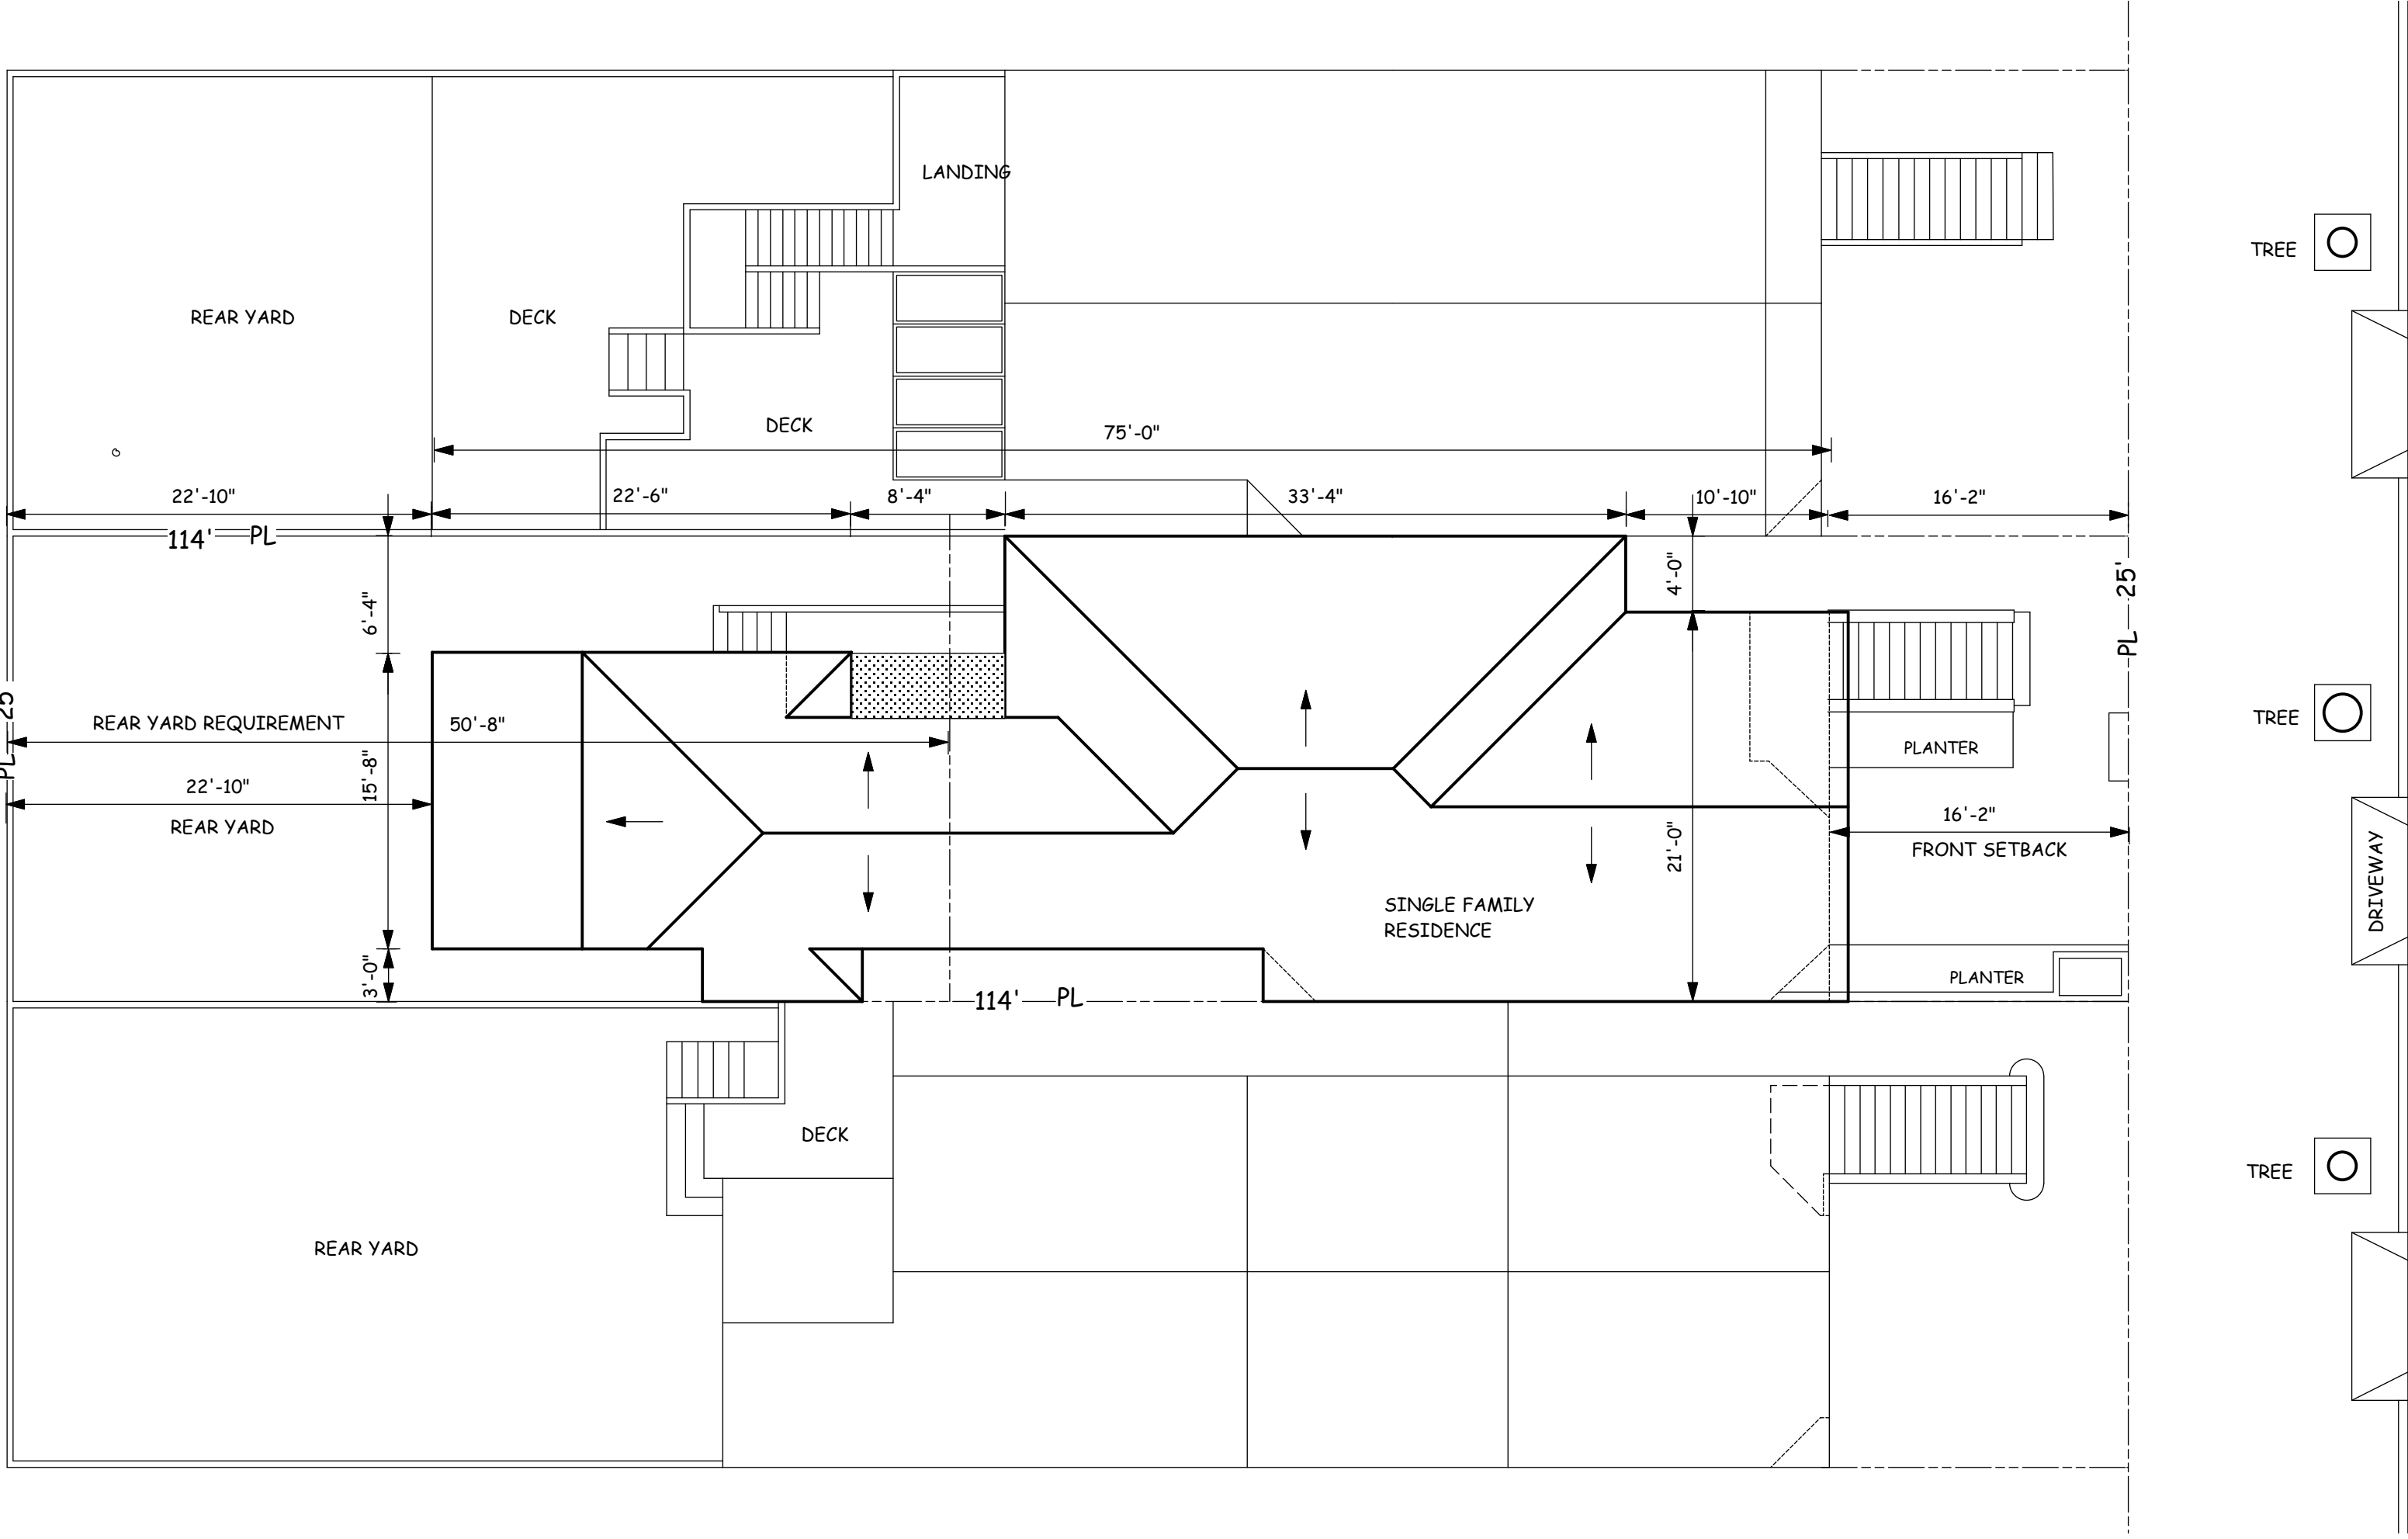 LANDING
TREE
REAR YARD
DECK
DECK
75'-0"
22'-10"
22'-6"
8'-4"
33'-4"
10'-10"
16'-2"
114' PL
6'-4"
4'-0"
PL 25'
PL 25'
REAR YARD REQUIREMENT
50'-8"
TREE
PLANTER
15'-8"
22'-10"
REAR YARD
21'-0"
16'-2"
FRONT SETBACK
DRIVEWAY
SINGLE FAMILY
RESIDENCE
3'-0"
PLANTER
114' PL
DECK
TREE
REAR YARD